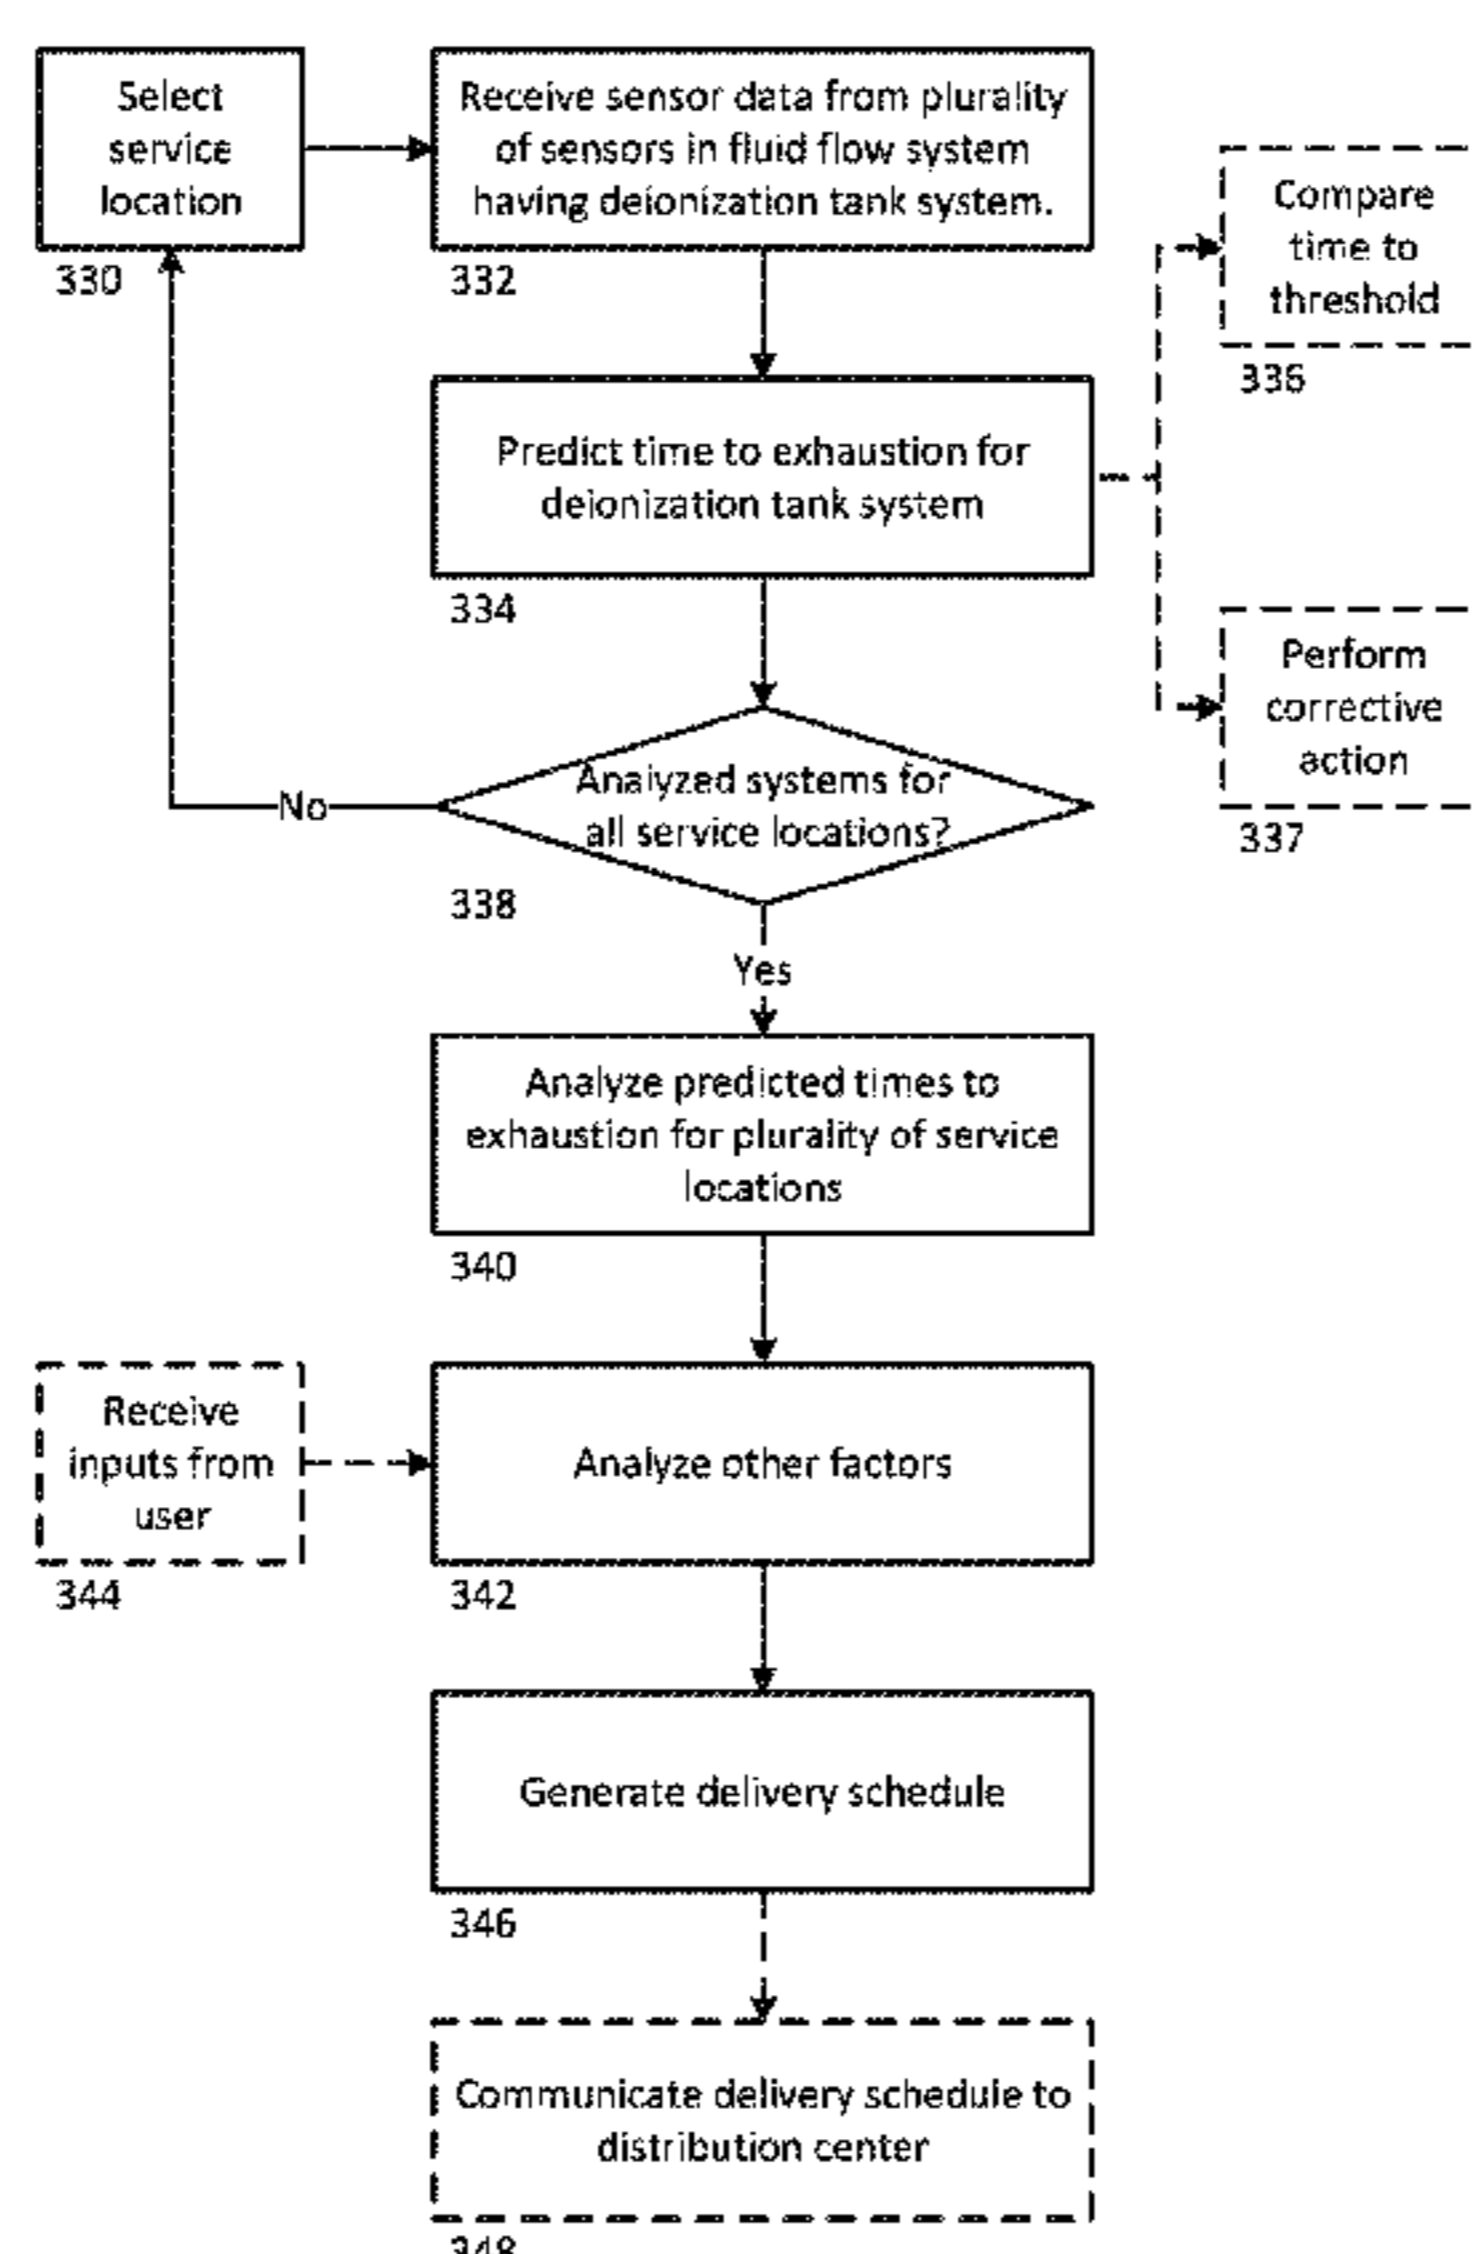 Select
service
location
330
Receive sensor data from plurality
of sensors in fluid flow system
having deionization tank system.
332
Compare
time to
threshold
336
Predict time to exhaustion for
deionization tank system
334
Perform
corrective
action
337
Analyzed systems for
all service locations?
338
No
Yes
Analyze predicted times to
exhaustion for plurality of service
locations
340
Receive
inputs from
user
344
Analyze other factors
342
Generate delivery schedule
346
Communicate delivery schedule to
distribution center
348